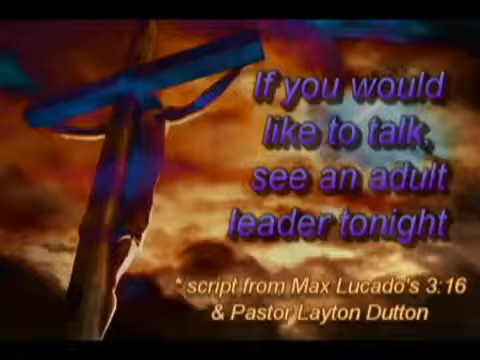 If you would
like to talk,
see an adult
leader tonight
* script from Max Lucado's 3:16
& Pastor Layton Dutton